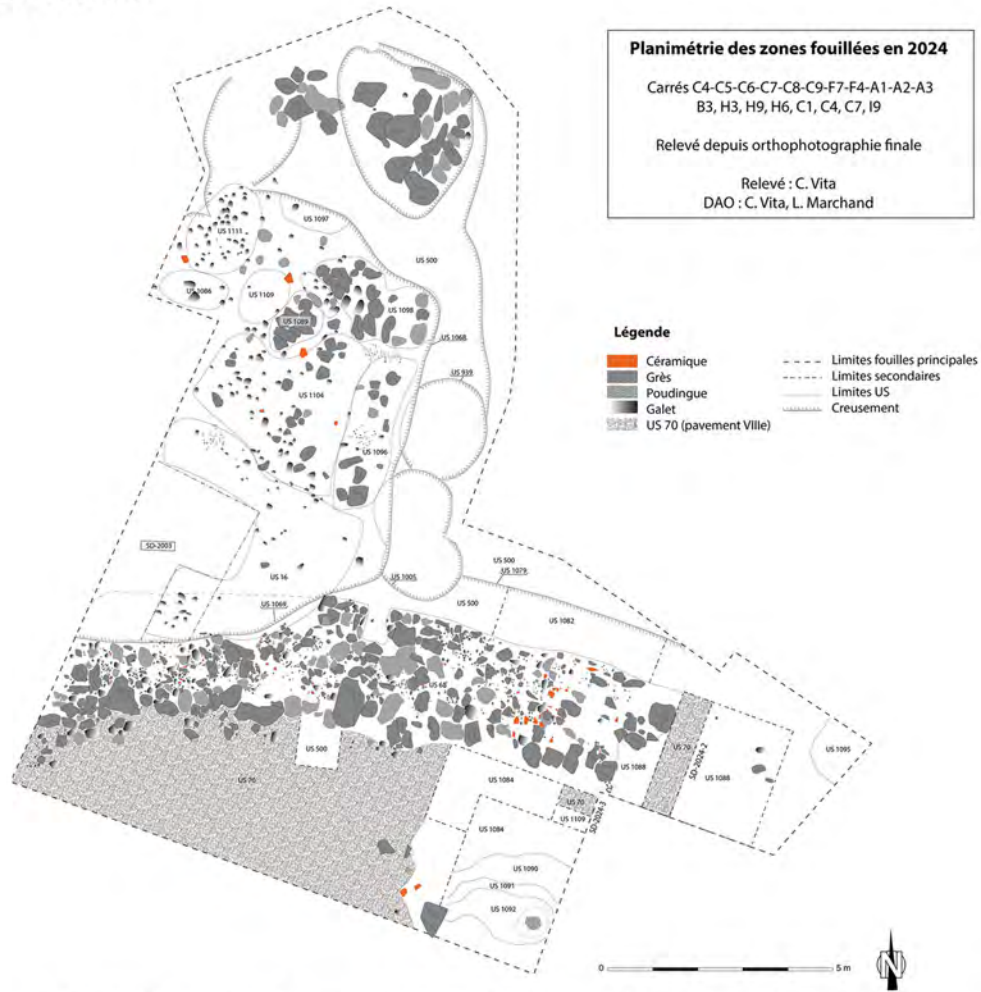 Planimétrie des zones fouillées en 2024
Carrés C4-C5-C6-C7-C8-C9-F7-F4-A1-A2-A3
B3, H3, H9, H6, C1, C4, C7, I9
Relevé depuis orthophotographie finale
Relevé : C. Vita
DAO : C. Vita, L. Marchand
Légende
Céramique
Grès
Poudingue
Galet
US 70 (pavement VIIIe)
Limites fouilles principales
Limites secondaires
Limites US
Creusement
US 1097
US 1111
US 500
US 1086
US 1109
US 1098
US 1089
US 1068
US 939
US 1104
US 1096
SD-2003
US 16
US 1005
US 1069
US 500
US 1079
US 500
US 1082
US 68
US 500
US 70
US 1088
US 70
SD-2024-2
US 1088
US 1095
US 1084
US 70
US 1109
SD-2024-3
US 1084
US 1090
US 1091
US 1092
0
5 m
N